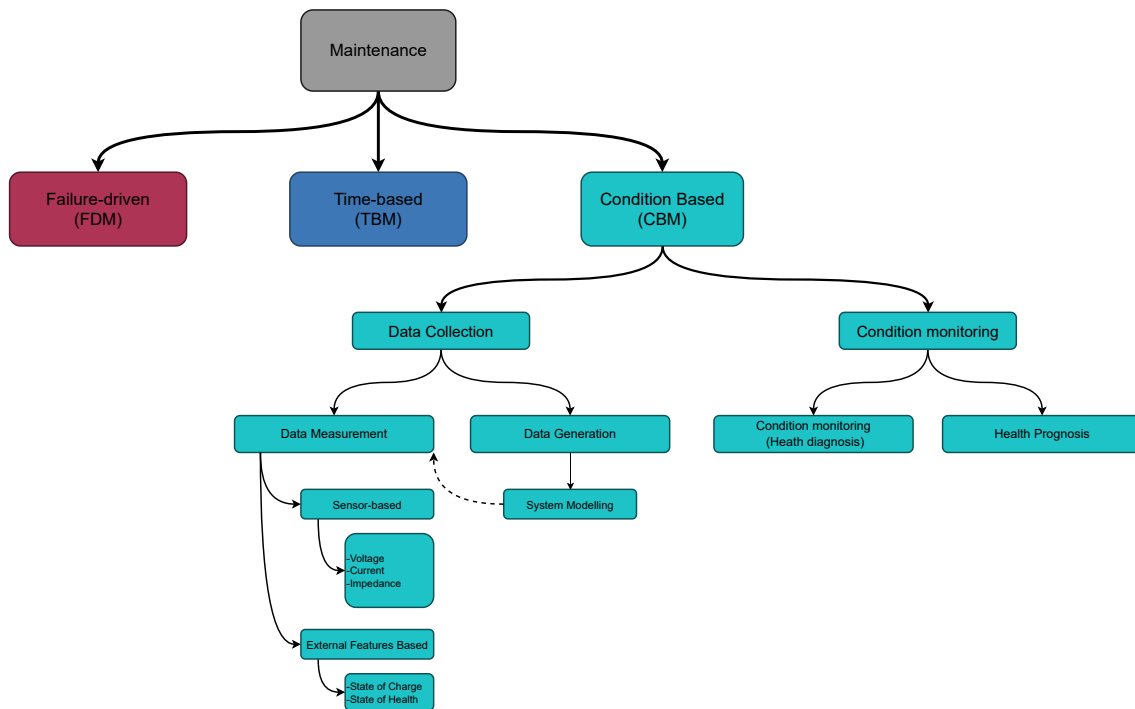 Maintenance
Failure-driven
(FDM)
Time-based
(TBM)
Condition Based
(CBM)
Data Collection
Condition monitoring
Data Measurement
Data Generation
Condition monitoring
(Heath diagnosis)
Health Prognosis
Sensor-based
System Modelling
-Voltage
-Current
-Impedance
External Features Based
-State of Charge
-State of Health